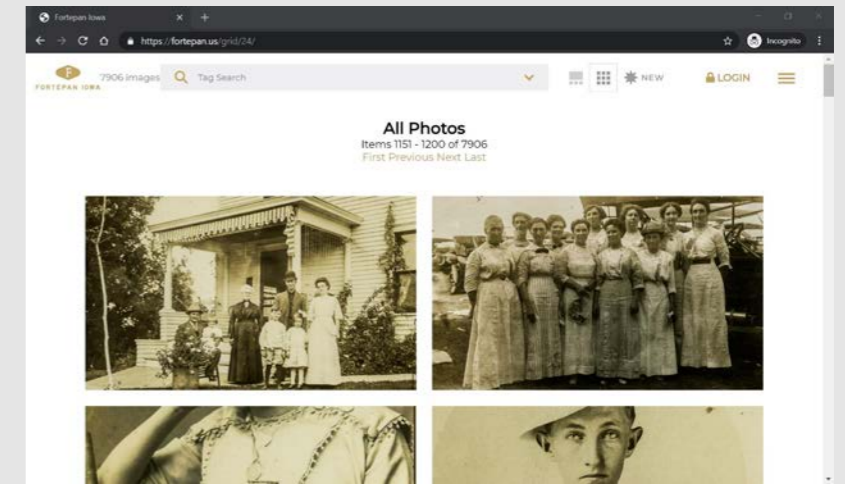 Fortepan Iowa
https://fortepan.us/grid/24/
Incognito
F
FORTEPAN IOWA
7906 images
Tag Search
NEW
LOGIN
All Photos
Items 1151 - 1200 of 7906
First Previous Next Last